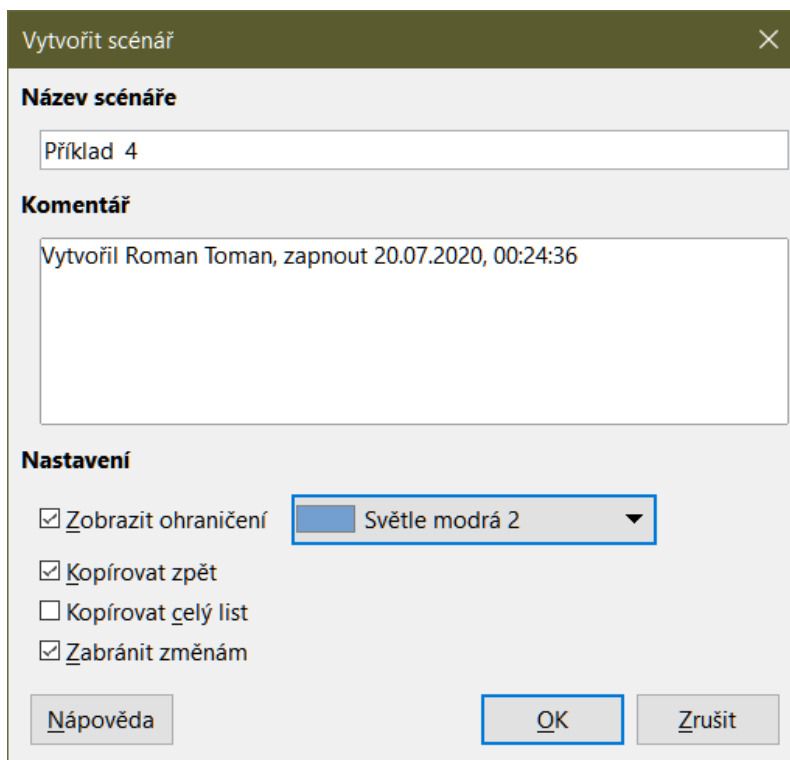 Vytvořit scénář
Název scénáře
Příklad  4
Komentář
Vytvořil Roman Toman, zapnout 20.07.2020, 00:24:36
Nastavení
Zobrazit ohraničení Světle modrá 2
Kopírovat zpět
Kopírovat celý list
Zabránit změnám
Nápověda OK Zrušit